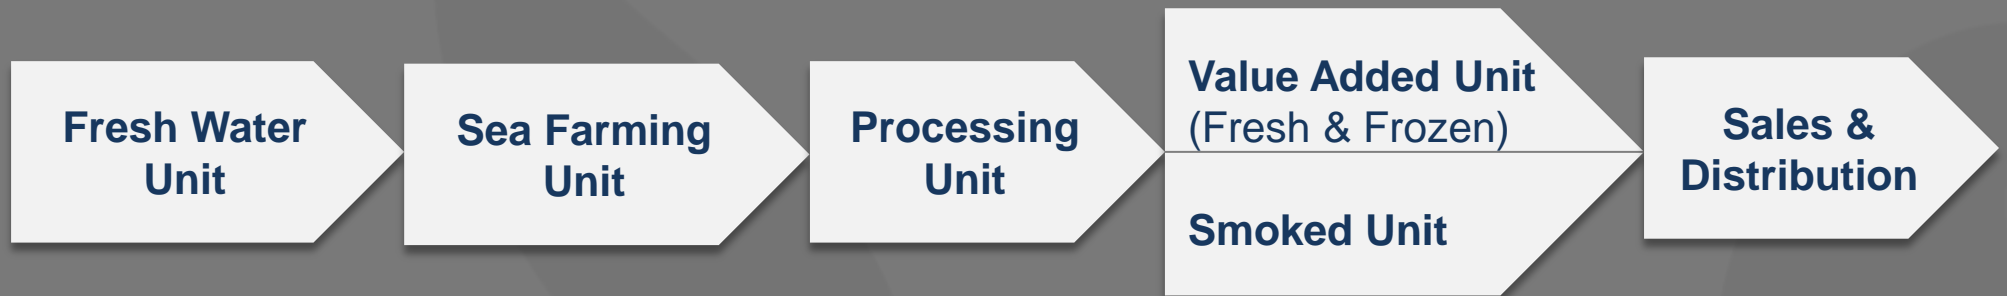 Fresh Water
Unit
Sea Farming
Unit
Processing
Unit
Value Added Unit
(Fresh & Frozen)
Smoked Unit
Sales &
Distribution